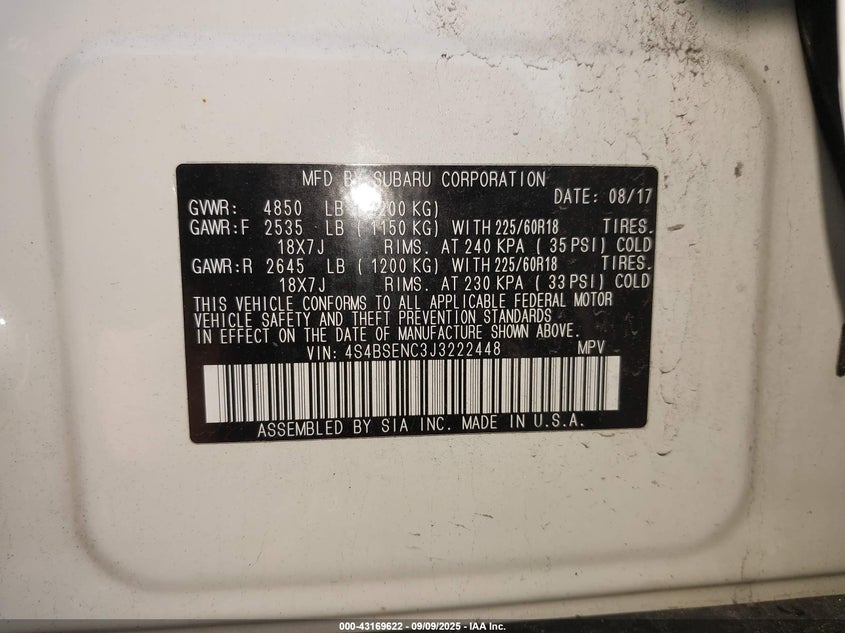 MFD BY SUBARU CORPORATION
DATE: 08/17
GVWR: 4850 LB 200 KG)
GAWR:F 2535 LB ( 1150 KG) WITH 225/60R18 TIRES.
18X7J RIMS. AT 240 KPA ( 35 PSI) COLD
GAWR:R 2645 LB ( 1200 KG) WITH 225/60R18 TIRES.
18X7J RIMS. AT 230 KPA ( 33 PSI) COLD
THIS VEHICLE CONFORMS TO ALL APPLICABLE FEDERAL MOTOR
VEHICLE SAFETY AND THEFT PREVENTION STANDARDS
IN EFFECT ON THE DATE OF MANUFACTURE SHOWN ABOVE.
VIN: 4S4BSENC3J3222448 MPV
ASSEMBLED BY SIA INC. MADE IN U.S.A.
000-43169622 - 09/09/2025 - IAA Inc.